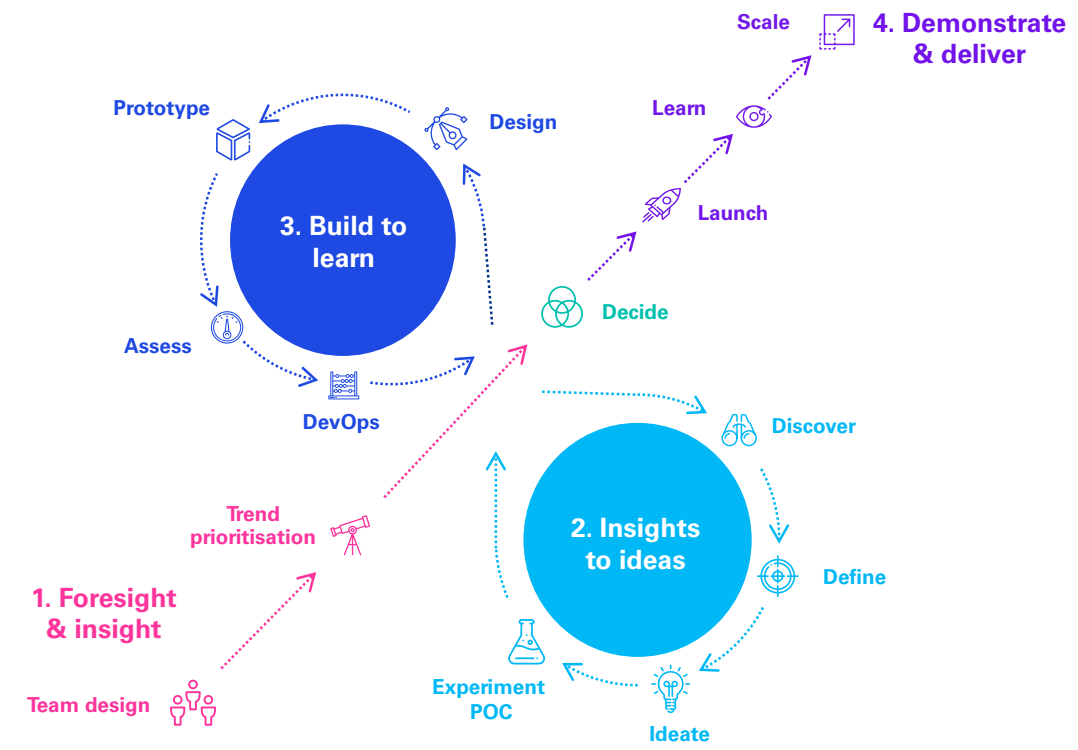 Scale
4. Demonstrate
& deliver
Learn
Launch
Prototype
Design
3. Build to
learn
Assess
DevOps
Decide
Discover
2. Insights
to ideas
Define
Ideate
Experiment
POC
Trend
prioritisation
1. Foresight
& insight
Team design